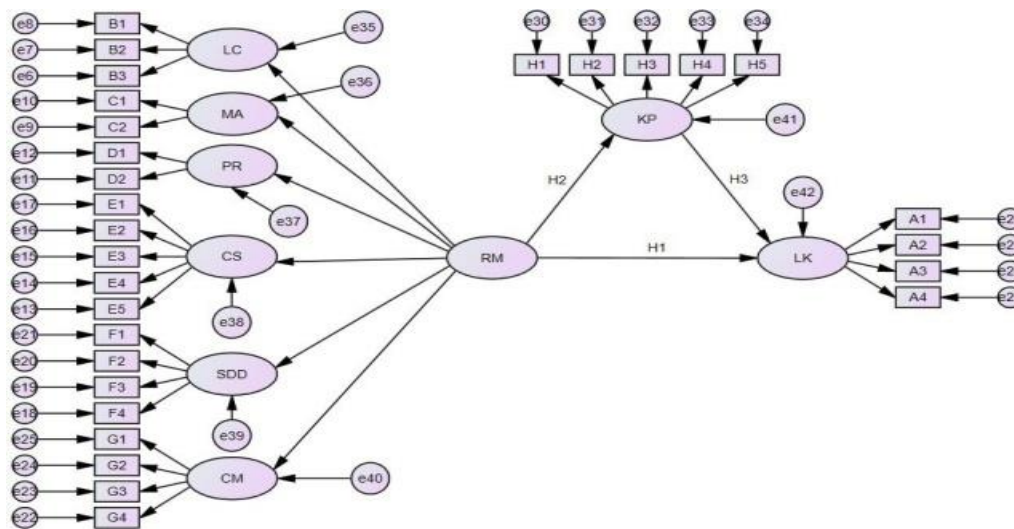 e8 B1
e7 B2
e6 B3
LC
e35
e10 C1
e9 C2
MA
e36
e12 D1
e11 D2
PR
e37
e17 E1
e16 E2
e15 E3
e14 E4
e13 E5
CS
e38
e21 F1
e20 F2
e19 F3
e18 F4
SDD
e39
e25 G1
e24 G2
e23 G3
e22 G4
CM
e40
RM
e30 e31 e32 e33 e34
H1 H2 H3 H4 H5
KP
e41
H2
H3
H1
e42
LK
A1
A2
A3
A4